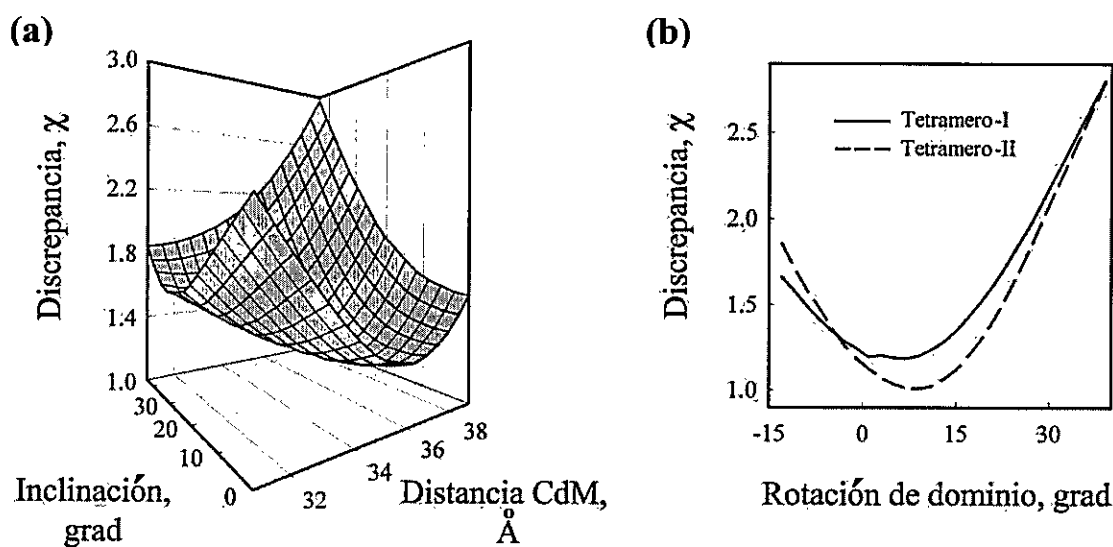 (a)
Discrepancia, χ
3.0
2.6
2.2
1.8
1.4
1.0
30
20
10
0
32
34
36
38
Inclinación,
grad
Distancia CdM,
Å
(b)
Discrepancia, χ
2.5
2.0
1.5
1.0
Tetramero-I
Tetramero-II
-15
0
15
30
Rotación de dominio, grad